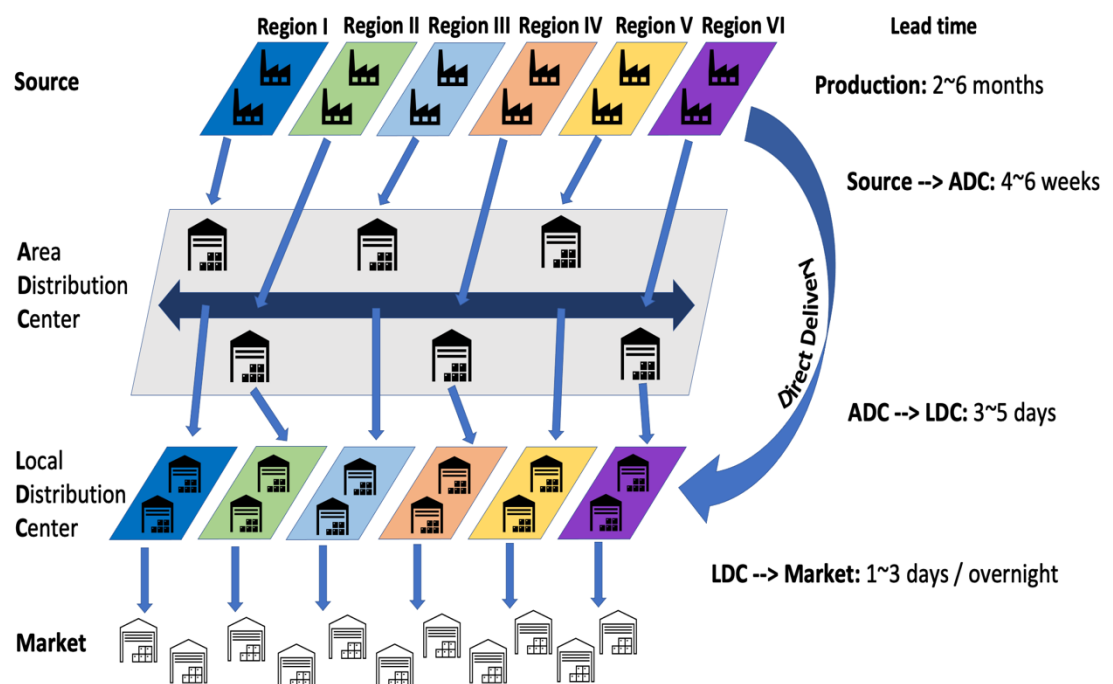 Region I
Region II
Region III
Region IV
Region V
Region VI
Lead time
Source
Production: 2~6 months
Source --> ADC: 4~6 weeks
Area
Distribution
Center
Direct Delivery
ADC --> LDC: 3~5 days
Local
Distribution
Center
LDC --> Market: 1~3 days / overnight
Market